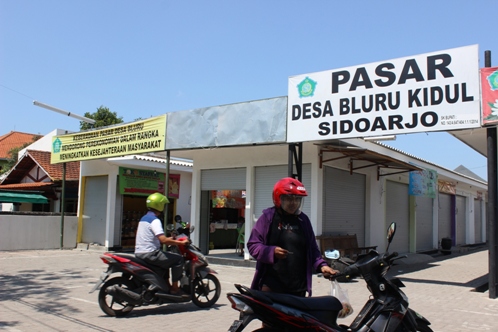 KEBERADAAN PASAR DESA BLURU
MENDORONG PEREKONOMIAN DALAM RANGKA
MENINGKATKAN KESEJAHTERAAN MASYARAKAT
PASAR
DESA BLURU KIDUL
SIDOARJO